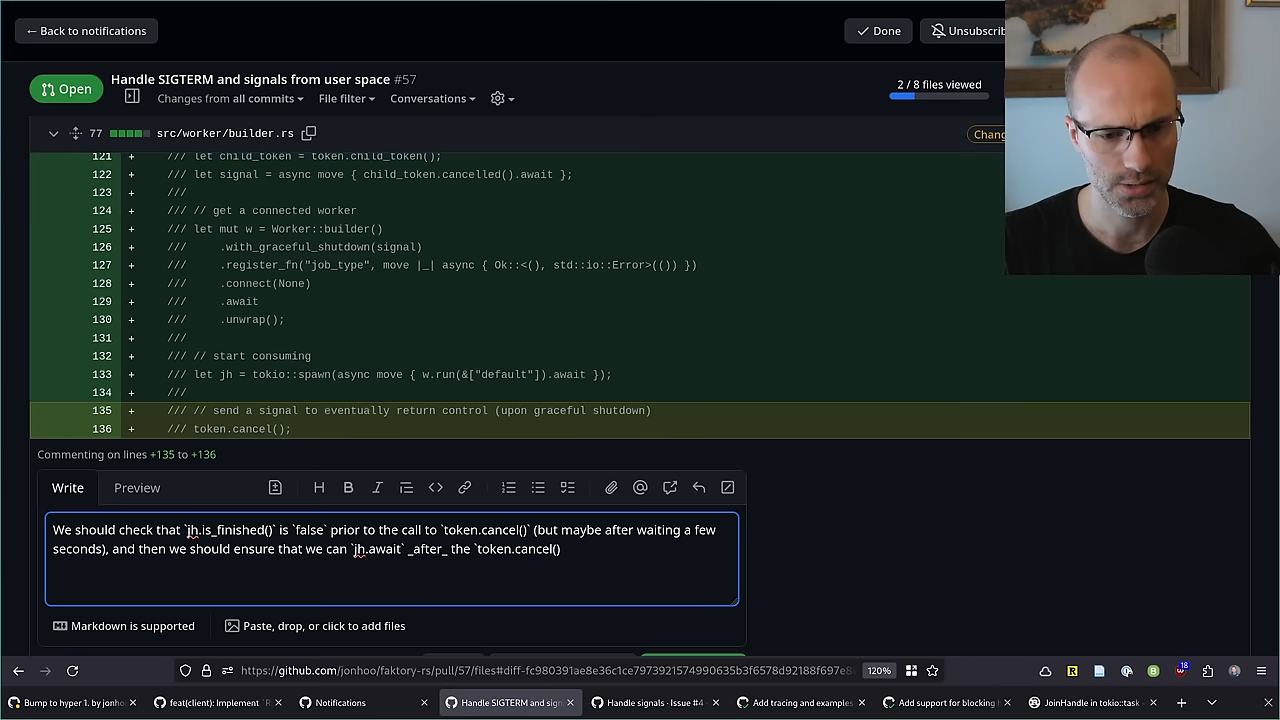 ← Back to notifications
Done
Unsubscrib
Open
Handle SIGTERM and signals from user space #57
Changes from all commits
File filter
Conversations
2 / 8 files viewed
77
src/worker/builder.rs
Chang
121 + /// let child_token = token.child_token();
122 + /// let signal = async move { child_token.cancelled().await };
123 + ///
124 + /// // get a connected worker
125 + /// let mut w = Worker::builder()
126 + /// .with_graceful_shutdown(signal)
127 + /// .register_fn("job_type", move |_| async { Ok::<(), std::io::Error>(()) })
128 + /// .connect(None)
129 + /// .await
130 + /// .unwrap();
131 + ///
132 + /// // start consuming
133 + /// let jh = tokio::spawn(async move { w.run(&["default"]).await });
134 + ///
135 + /// // send a signal to eventually return control (upon graceful shutdown)
136 + /// token.cancel();
Commenting on lines +135 to +136
Write
Preview
We should check that `jh.is_finished()` is `false` prior to the call to `token.cancel()` (but maybe after waiting a few
seconds), and then we should ensure that we can `jh.await` _after_ the `token.cancel()
Markdown is supported
Paste, drop, or click to add files
https://github.com/jonhoo/faktory-rs/pull/57/files#diff-fc980391ae8e36c1ce7973921574990635b3f6578d92188f697e8
120%
18
Bump to hyper 1. by jonho
feat(client): Implement `R
Notifications
Handle SIGTERM and sign
Handle signals · Issue #4
Add tracing and examples
Add support for blocking
JoinHandle in tokio::task -